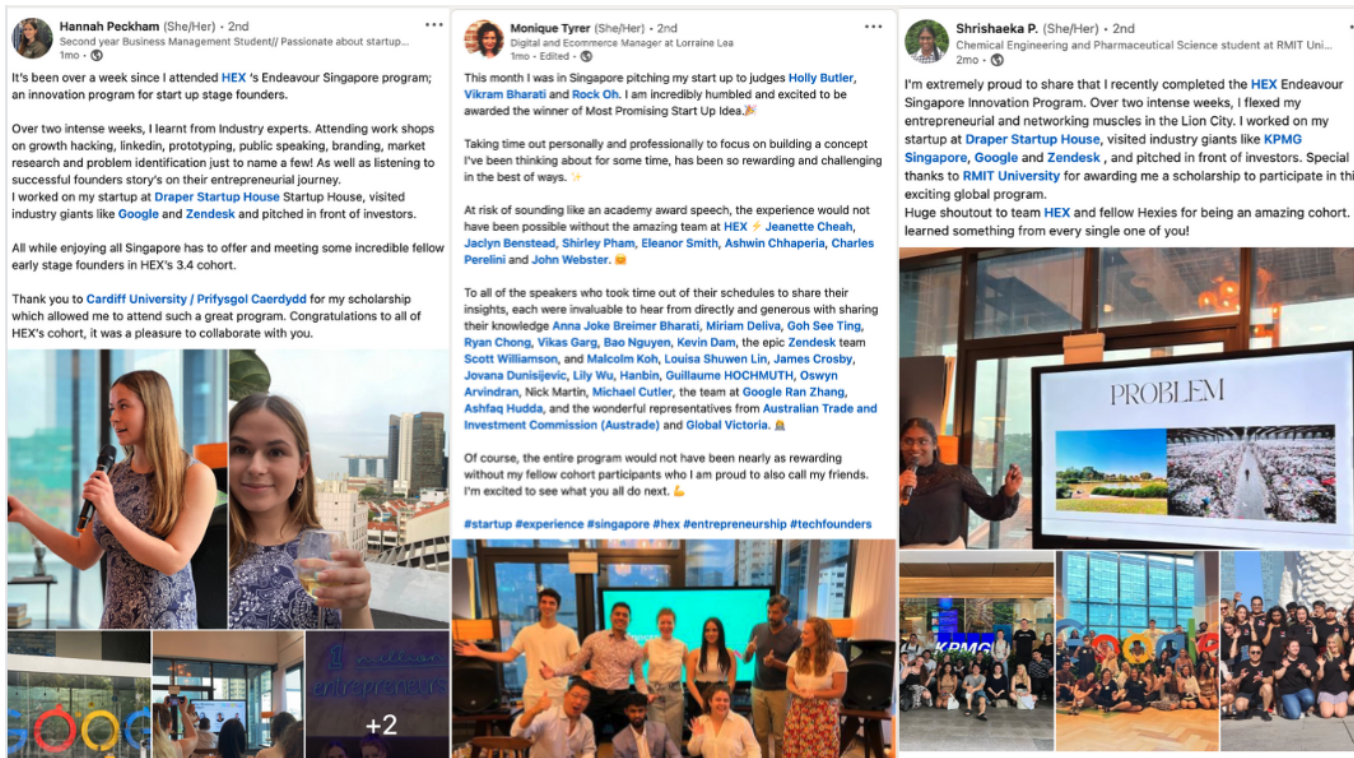 Hannah Peckham (She/Her) • 2nd
Second year Business Management Student// Passionate about startup...
1mo •
It's been over a week since I attended HEX 's Endeavour Singapore program;
an innovation program for start up stage founders.
Over two intense weeks, I learnt from Industry experts. Attending work shops
on growth hacking, linkedin, prototyping, public speaking, branding, market
research and problem identification just to name a few! As well as listening to
successful founders story's on their entrepreneurial journey.
I worked on my startup at Draper Startup House Startup House, visited
industry giants like Google and Zendesk and pitched in front of investors.
All while enjoying all Singapore has to offer and meeting some incredible fellow
early stage founders in HEX's 3.4 cohort.
Thank you to Cardiff University / Prifysgol Caerdydd for my scholarship
which allowed me to attend such a great program. Congratulations to all of
HEX's cohort, it was a pleasure to collaborate with you.
GOOG
1 million
entrepreneurs
+2
Monique Tyrer (She/Her) • 2nd
Digital and Ecommerce Manager at Lorraine Lea
1mo • Edited •
This month I was in Singapore pitching my start up to judges Holly Butler,
Vikram Bharati and Rock Oh. I am incredibly humbled and excited to be
awarded the winner of Most Promising Start Up Idea.🎉
Taking time out personally and professionally to focus on building a concept
I've been thinking about for some time, has been so rewarding and challenging
in the best of ways. ✨
At risk of sounding like an academy award speech, the experience would not
have been possible without the amazing team at HEX ⚡ Jeanette Cheah,
Jaclyn Benstead, Shirley Pham, Eleanor Smith, Ashwin Chhaperia, Charles
Perelini and John Webster. 🤗
To all of the speakers who took time out of their schedules to share their
insights, each were invaluable to hear from directly and generous with sharing
their knowledge Anna Joke Breimer Bharati, Miriam Deliva, Goh See Ting,
Ryan Chong, Vikas Garg, Bao Nguyen, Kevin Dam, the epic Zendesk team
Scott Williamson, and Malcolm Koh, Louisa Shuwen Lin, James Crosby,
Jovana Dunisijevic, Lily Wu, Hanbin, Guillaume HOCHMUTH, Oswyn
Arvindran, Nick Martin, Michael Cutler, the team at Google Ran Zhang,
Ashfaq Hudda, and the wonderful representatives from Australian Trade and
Investment Commission (Austrade) and Global Victoria.
Of course, the entire program would not have been nearly as rewarding
without my fellow cohort participants who I am proud to also call my friends.
I'm excited to see what you all do next. 💪
#startup #experience #singapore #hex #entrepreneurship #techfounders
Shrishaeka P. (She/Her) • 2nd
Chemical Engineering and Pharmaceutical Science student at RMIT Uni...
2mo •
I'm extremely proud to share that I recently completed the HEX Endeavour
Singapore Innovation Program. Over two intense weeks, I flexed my
entrepreneurial and networking muscles in the Lion City. I worked on my
startup at Draper Startup House, visited industry giants like KPMG
Singapore, Google and Zendesk , and pitched in front of investors. Special
thanks to RMIT University for awarding me a scholarship to participate in thi
exciting global program.
Huge shoutout to team HEX and fellow Hexies for being an amazing cohort.
learned something from every single one of you!
PROBLEM
KPMG
Google